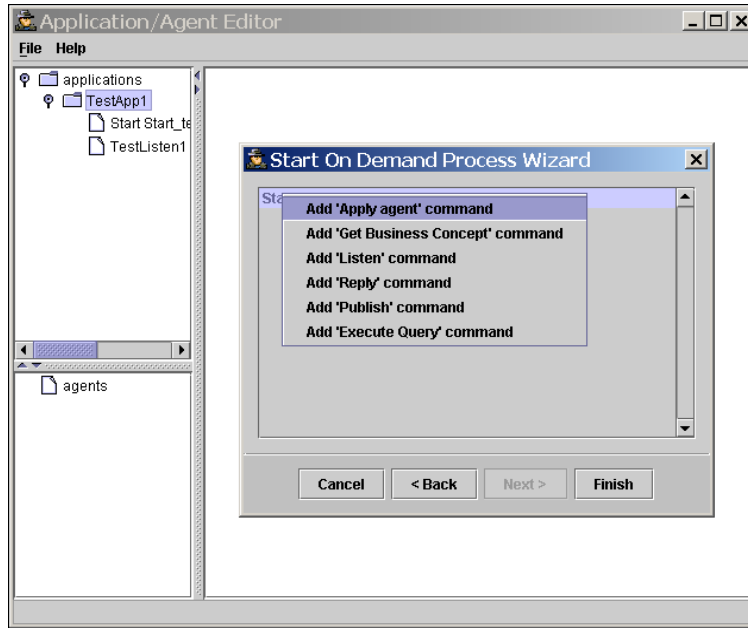 Application/Agent Editor
File Help
applications
TestApp1
Start Start_te
TestListen1
Start On Demand Process Wizard
Sta
Add 'Apply agent' command
Add 'Get Business Concept' command
Add 'Listen' command
Add 'Reply' command
Add 'Publish' command
Add 'Execute Query' command
agents
Cancel < Back Next > Finish